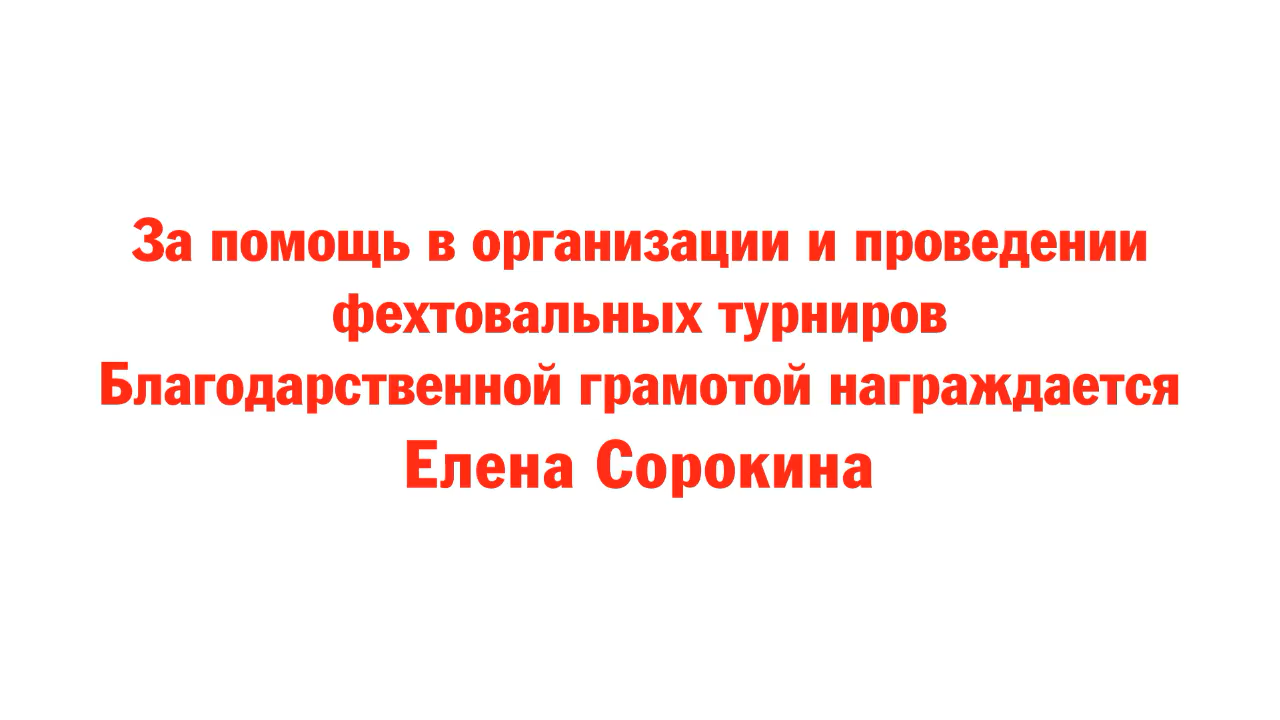 За помощь в организации и проведении
фехтовальных турниров
Благодарственной грамотой награждается
Елена Сорокина